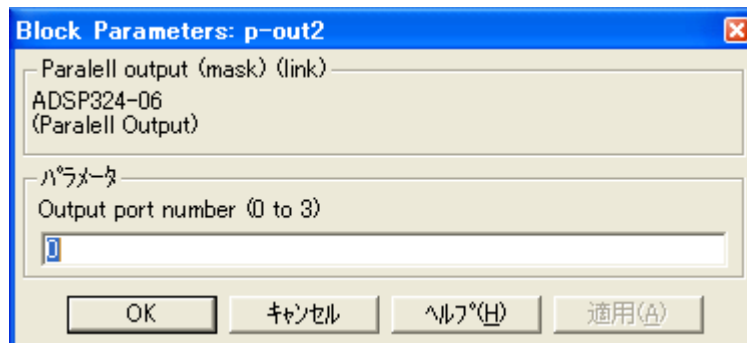 Block Parameters: p-out2
Paralell output (mask) (link)
ADSP324-06
(Paralell Output)
パラメータ
Output port number (0 to 3)
0
OK キャンセル ヘルプ(H) 適用(A)